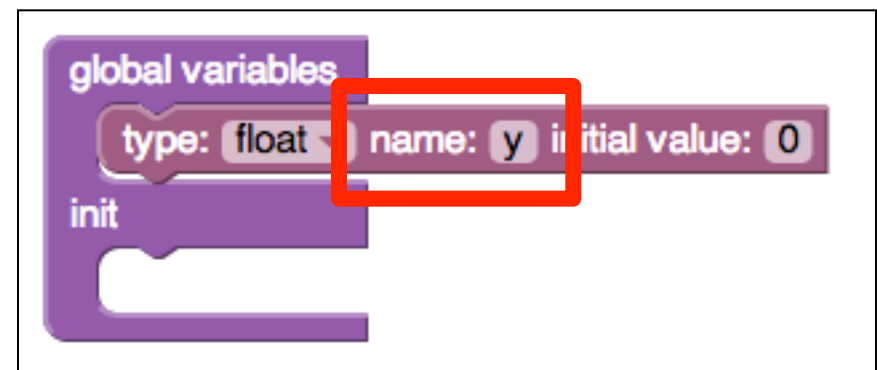 global variables
type: float name: y initial value: 0
init